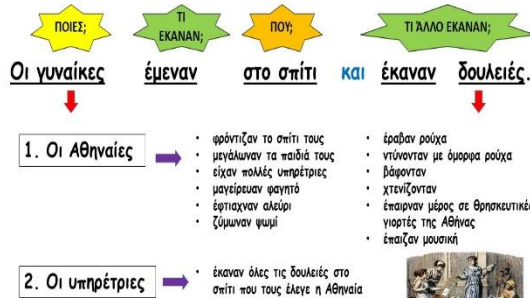 ΠΟΙΕΣ;
ΤΙ
ΕΚΑΝΑΝ;
ΠΟΥ;
ΤΙ ΆΛΛΟ ΕΚΑΝΑΝ;
Οι γυναίκες έμεναν στο σπίτι και έκαναν δουλειές.
1. Οι Αθηναίες
• φρόντιζαν το σπίτι τους
• μεγάλωναν τα παιδιά τους
• είχαν πολλές υπηρέτριες
• μαγείρευαν φαγητό
• έφτιαχναν αλεύρι
• ζύμωναν ψωμί
• έραβαν ρούχα
• ντύνονταν με όμορφα ρούχα
• βάφονταν
• χτενίζονταν
• έπαιρναν μέρος σε θρησκευτικές
γιορτές της Αθήνας
• έπαιζαν μουσική
2. Οι υπηρέτριες
• έκαναν όλες τις δουλειές στο
σπίτι που τους έλεγε η Αθηναία